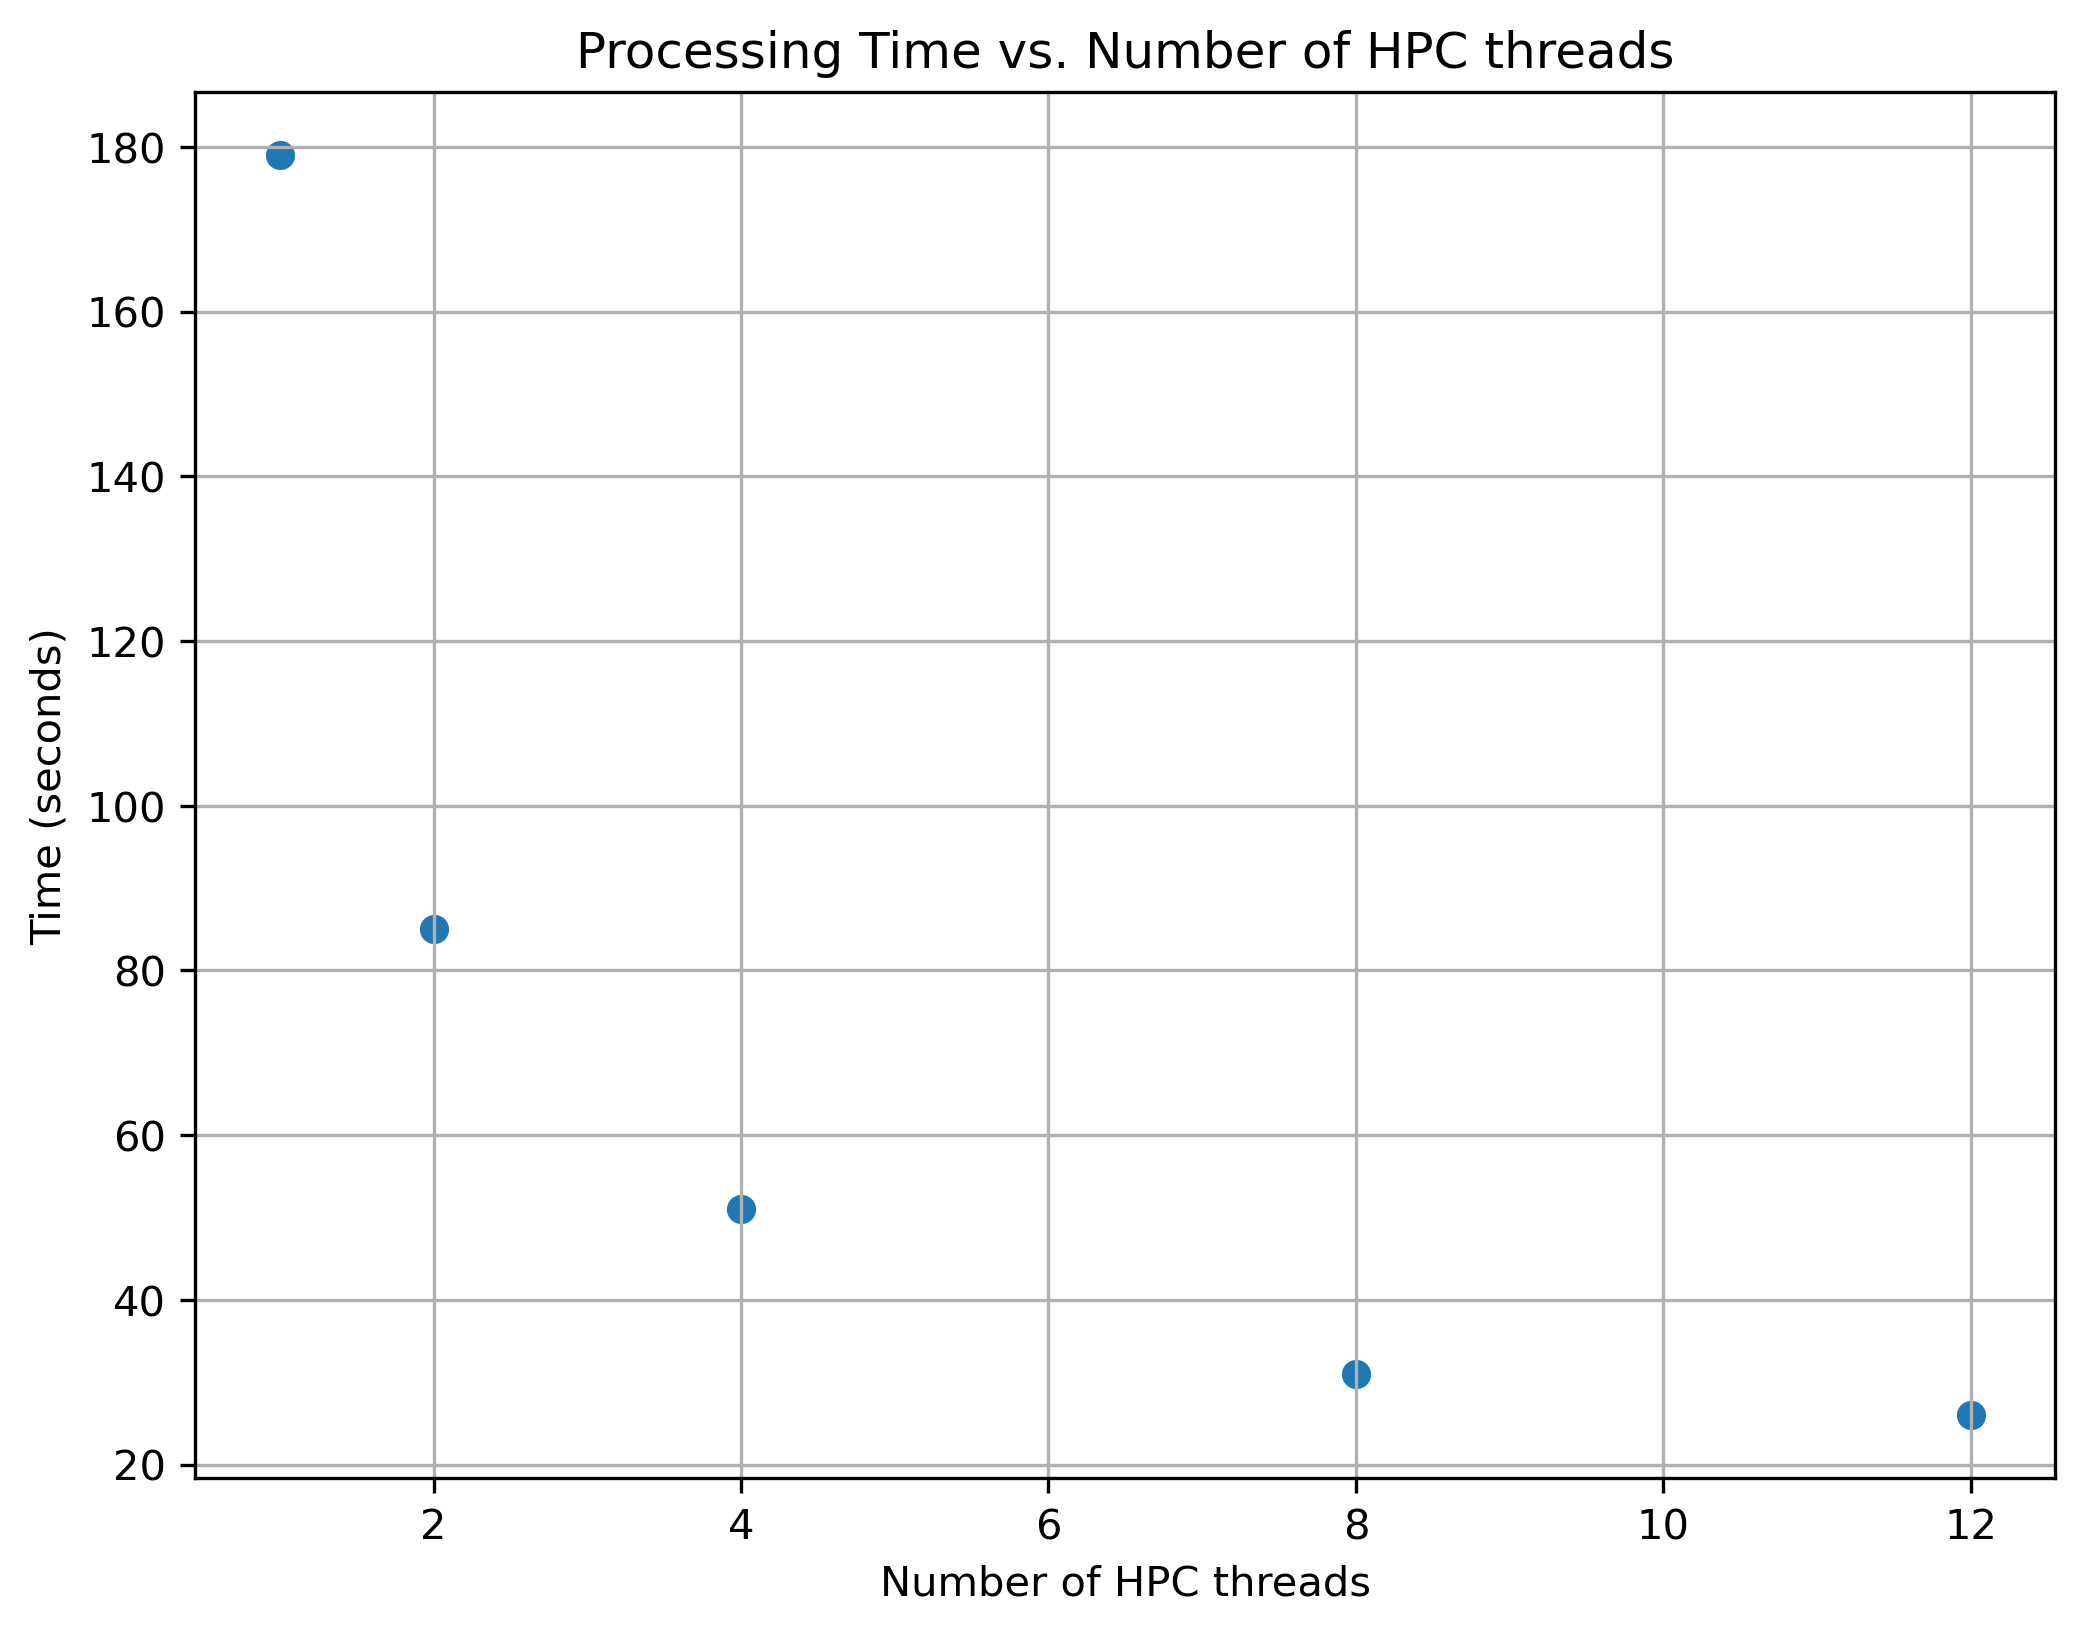 Processing Time vs. Number of HPC threads
180
160
140
120
100
80
60
40
20
Time (seconds)
2 4 6 8 10 12
Number of HPC threads